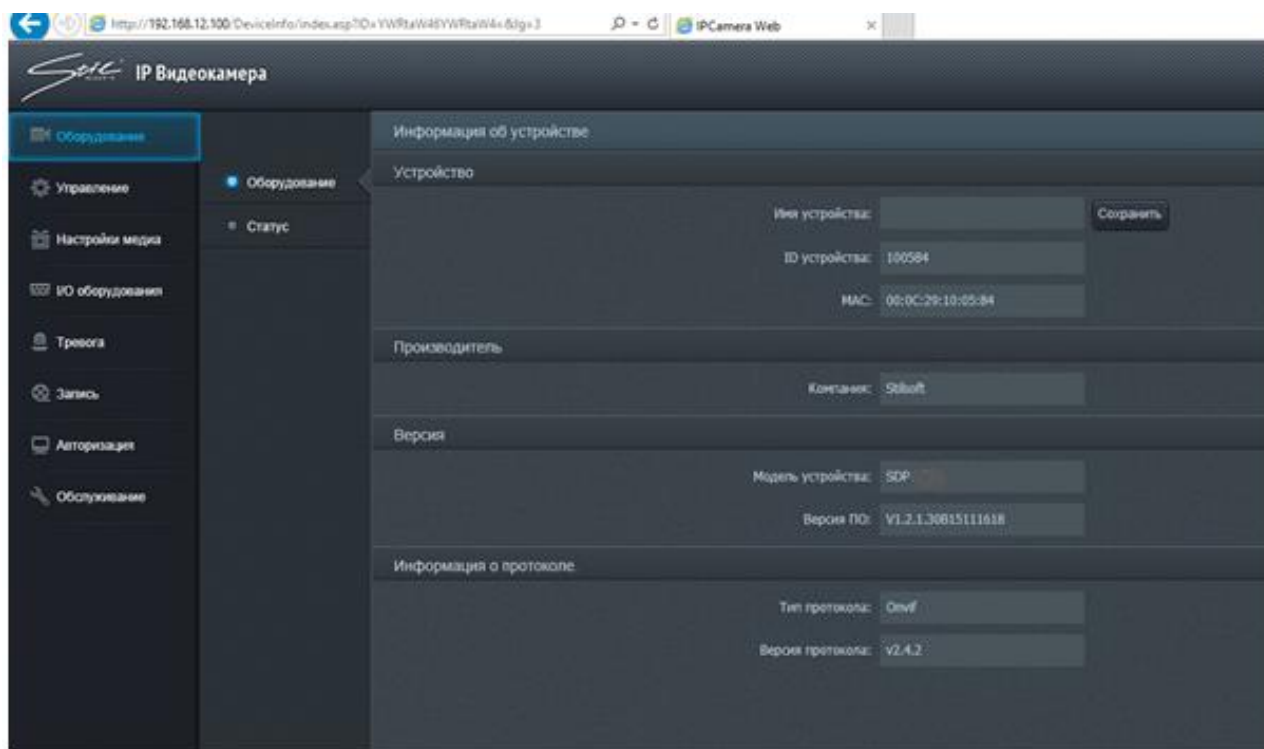 http://192.168.12.100/DeviceInfo/index.asp?ID=YWRtaW46YWRtaW4=&lg=3
IPCamera Web
IP Видеокамера
Оборудование
Управление
Настройки медиа
I/O оборудования
Тревога
Запись
Авторизация
Обслуживание
Оборудование
Статус
Информация об устройстве
Устройство
Имя устройства:
Сохранить
ID устройства: 100584
MAC: 00:0C:29:10:05:84
Производитель
Компания: Stilsoft
Версия
Модель устройства: SDP
Версия ПО: V1.2.1.30B15111618
Информация о протоколе
Тип протокола: Onvif
Версия протокола: v2.4.2